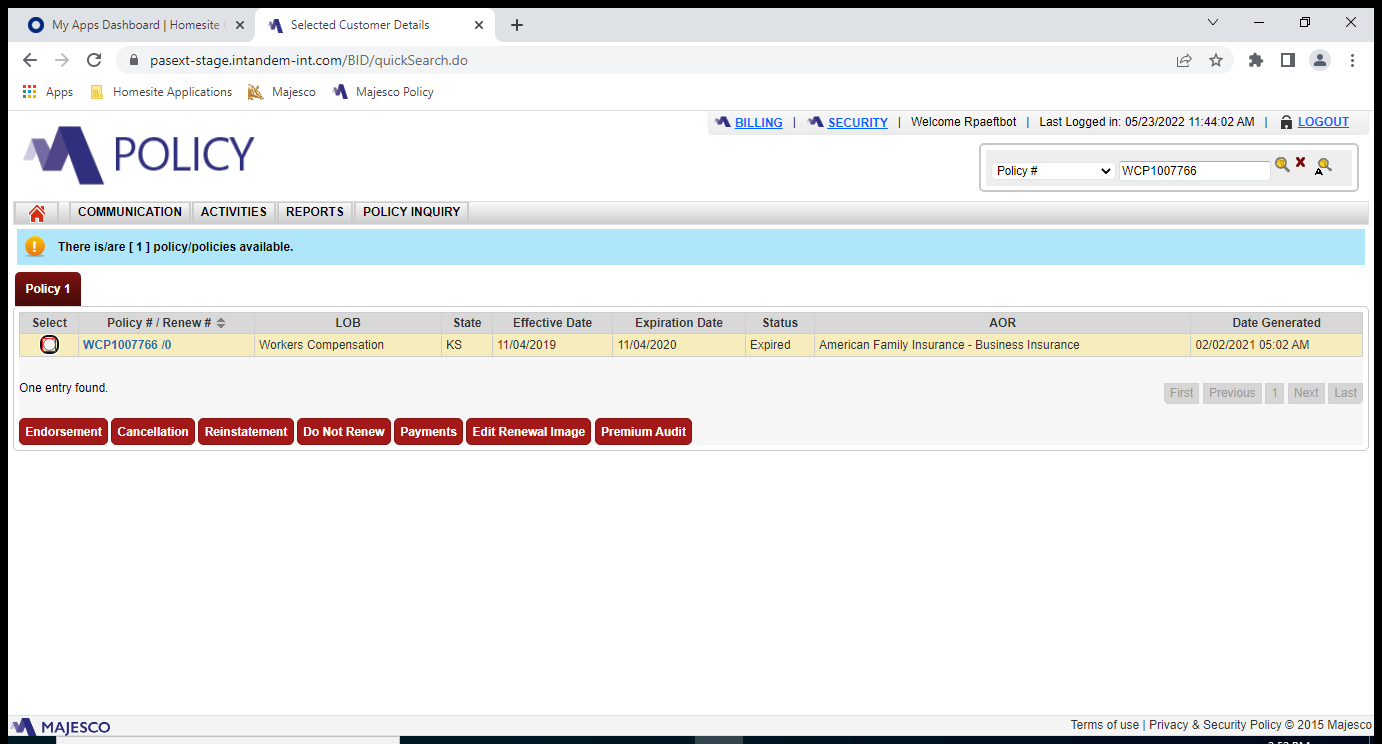 My Apps Dashboard | Homesite
Selected Customer Details
pasext-stage.intandem-int.com/BID/quickSearch.do
Apps
Homesite Applications
Majesco
Majesco Policy
BILLING | SECURITY | Welcome Rpaeftbot | Last Logged in: 05/23/2022 11:44:02 AM | LOGOUT
POLICY
Policy # WCP1007766
A
COMMUNICATION ACTIVITIES REPORTS POLICY INQUIRY
There is/are [ 1 ] policy/policies available.
Policy 1
Select Policy # / Renew # LOB State Effective Date Expiration Date Status AOR Date Generated
WCP1007766 /0 Workers Compensation KS 11/04/2019 11/04/2020 Expired American Family Insurance - Business Insurance 02/02/2021 05:02 AM
One entry found.
First Previous 1 Next Last
Endorsement Cancellation Reinstatement Do Not Renew Payments Edit Renewal Image Premium Audit
MAJESCO
Terms of use | Privacy & Security Policy © 2015 Majesco